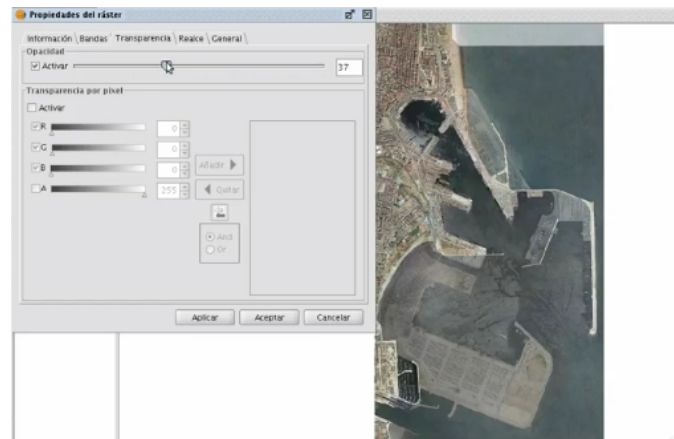 Propiedades del ráster
Información Bandas Transparencia Realce General
Opacidad
Activar 37
Transparencia por pixel
Activar
R 0
G 0
B 0
A 255
Añadir
Quitar
And
Or
Aplicar Aceptar Cancelar